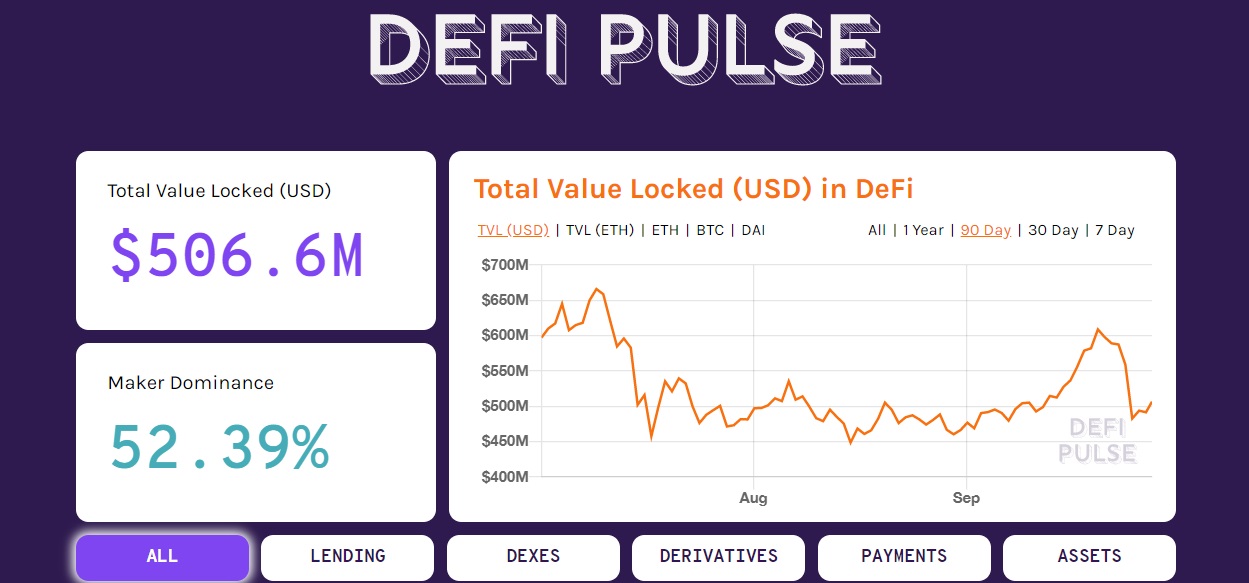 DEFI PULSE
Total Value Locked (USD)
$506.6M
Maker Dominance
52.39%
Total Value Locked (USD) in DeFi
TVL (USD) | TVL (ETH) | ETH | BTC | DAI
All | 1 Year | 90 Day | 30 Day | 7 Day
$700M
$650M
$600M
$550M
$500M
$450M
$400M
Aug
Sep
DEFI
PULSE
ALL
LENDING
DEXES
DERIVATIVES
PAYMENTS
ASSETS